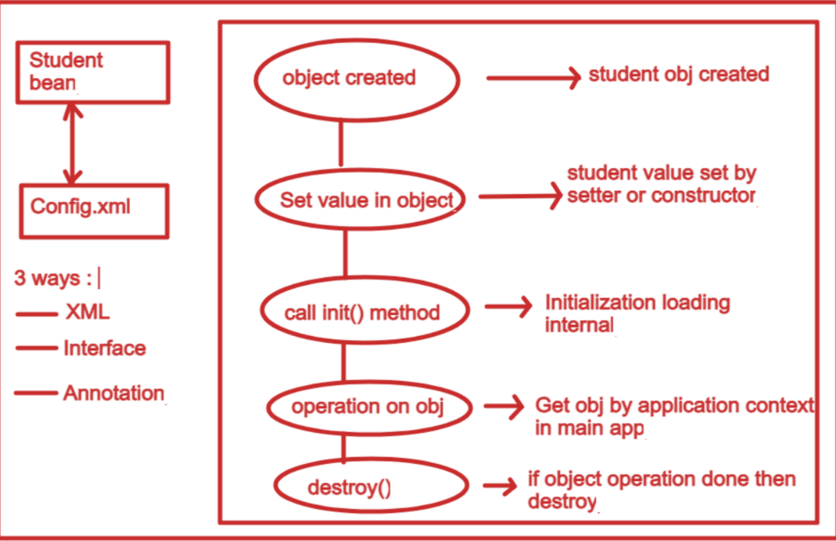 Student
bean
Config.xml
3 ways :
XML
Interface
Annotation
object created
student obj created
Set value in object
student value set by
setter or constructor
call init() method
Initialization loading
internal
operation on obj
Get obj by application context
in main app
destroy()
if object operation done then
destroy